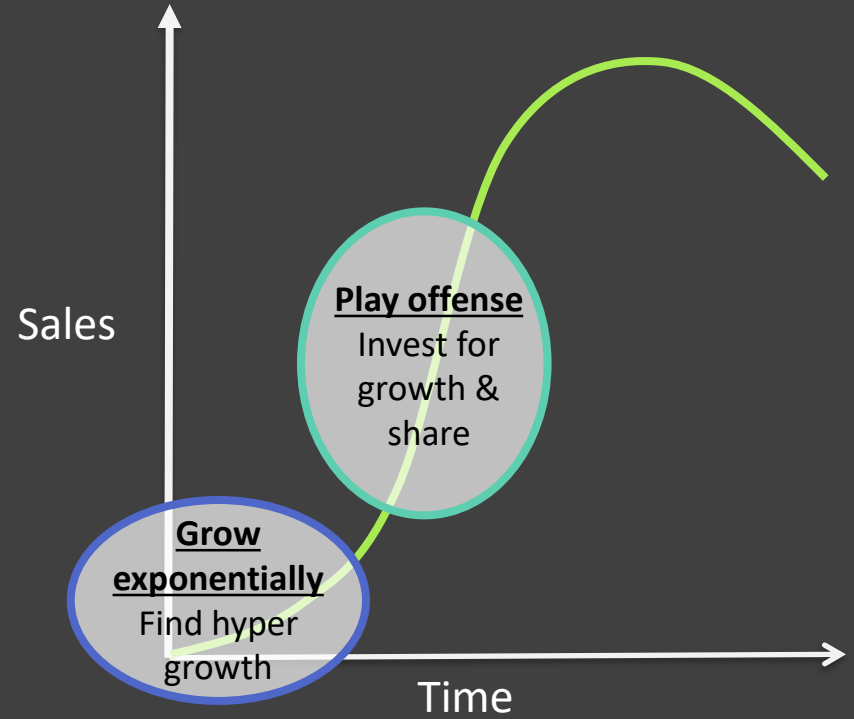 Sales
Play offense
Invest for
growth &
share
Grow
exponentially
Find hyper
growth
Time